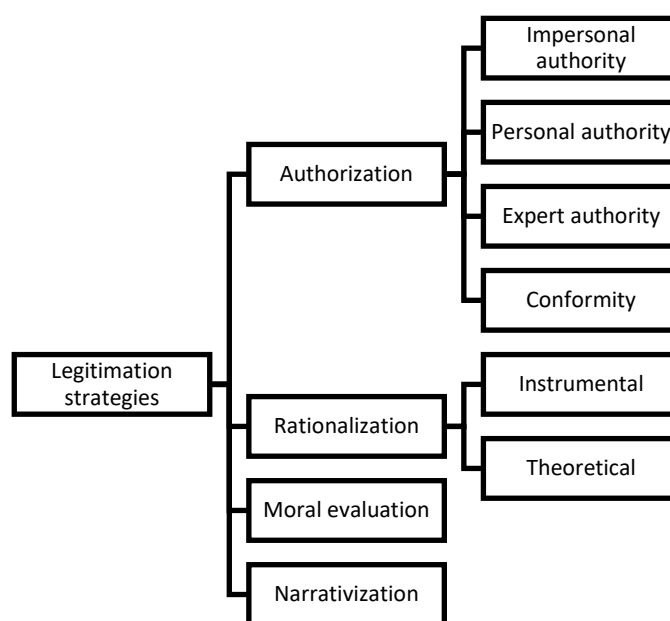 Impersonal
authority
Personal authority
Authorization
Expert authority
Conformity
Legitimation
strategies
Instrumental
Rationalization
Theoretical
Moral evaluation
Narrativization